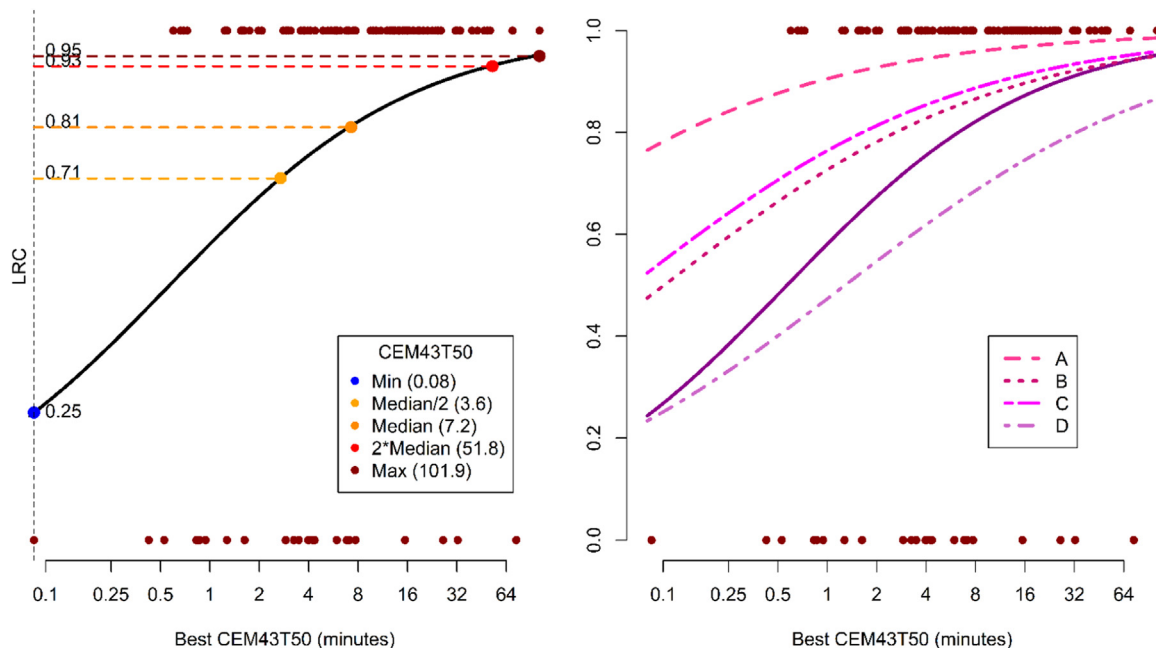 0.95
0.93
0.81
0.71
0.25
LRC
CEM43T50
Min (0.08)
Median/2 (3.6)
Median (7.2)
2*Median (51.8)
Max (101.9)
0.1 0.25 0.5 1 2 4 8 16 32 64
Best CEM43T50 (minutes)
1.0
0.8
0.6
0.4
0.2
0.0
A
B
C
D
0.1 0.25 0.5 1 2 4 8 16 32 64
Best CEM43T50 (minutes)